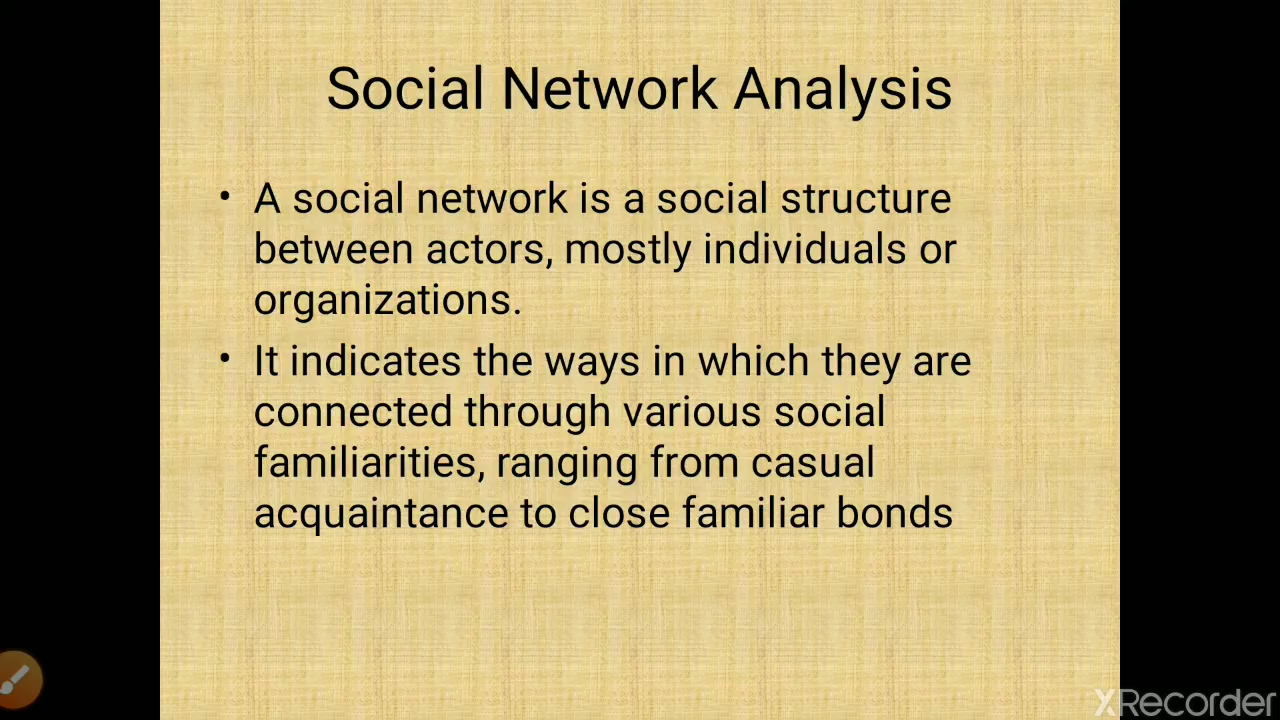 Social Network Analysis
• A social network is a social structure
between actors, mostly individuals or
organizations.
• It indicates the ways in which they are
connected through various social
familiarities, ranging from casual
acquaintance to close familiar bonds
XRecorder